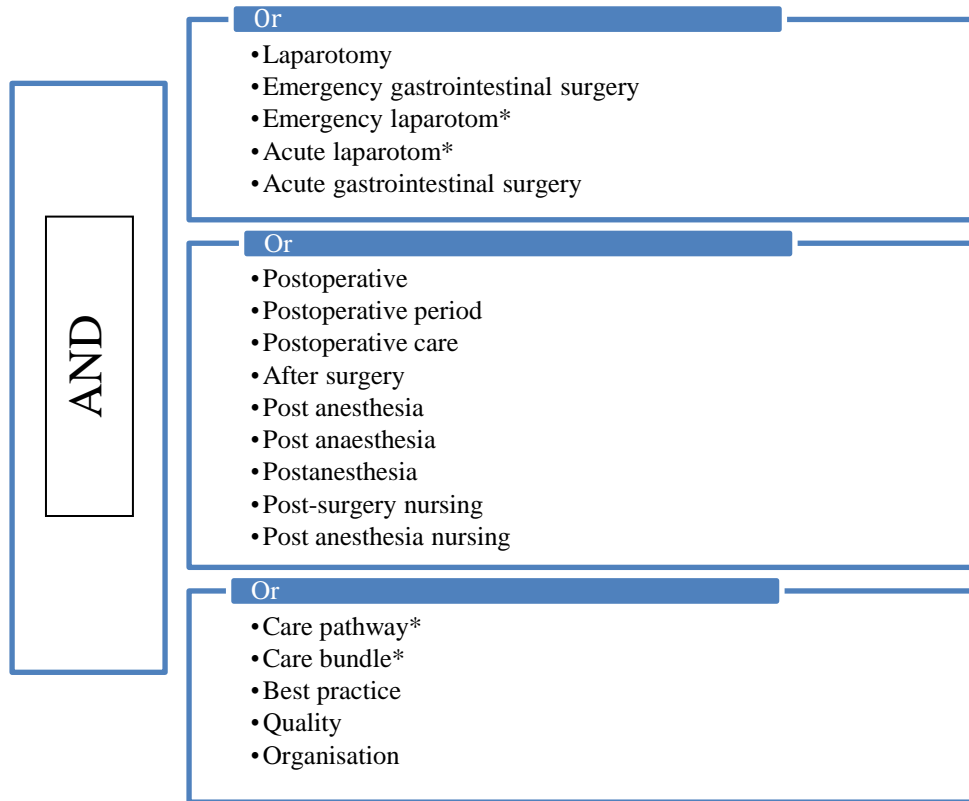 Or
•Laparotomy
•Emergency gastrointestinal surgery
•Emergency laparotom*
•Acute laparotom*
•Acute gastrointestinal surgery
AND
Or
•Postoperative
•Postoperative period
•Postoperative care
•After surgery
•Post anesthesia
•Post anaesthesia
•Postanesthesia
•Post-surgery nursing
•Post anesthesia nursing
Or
•Care pathway*
•Care bundle*
•Best practice
•Quality
•Organisation